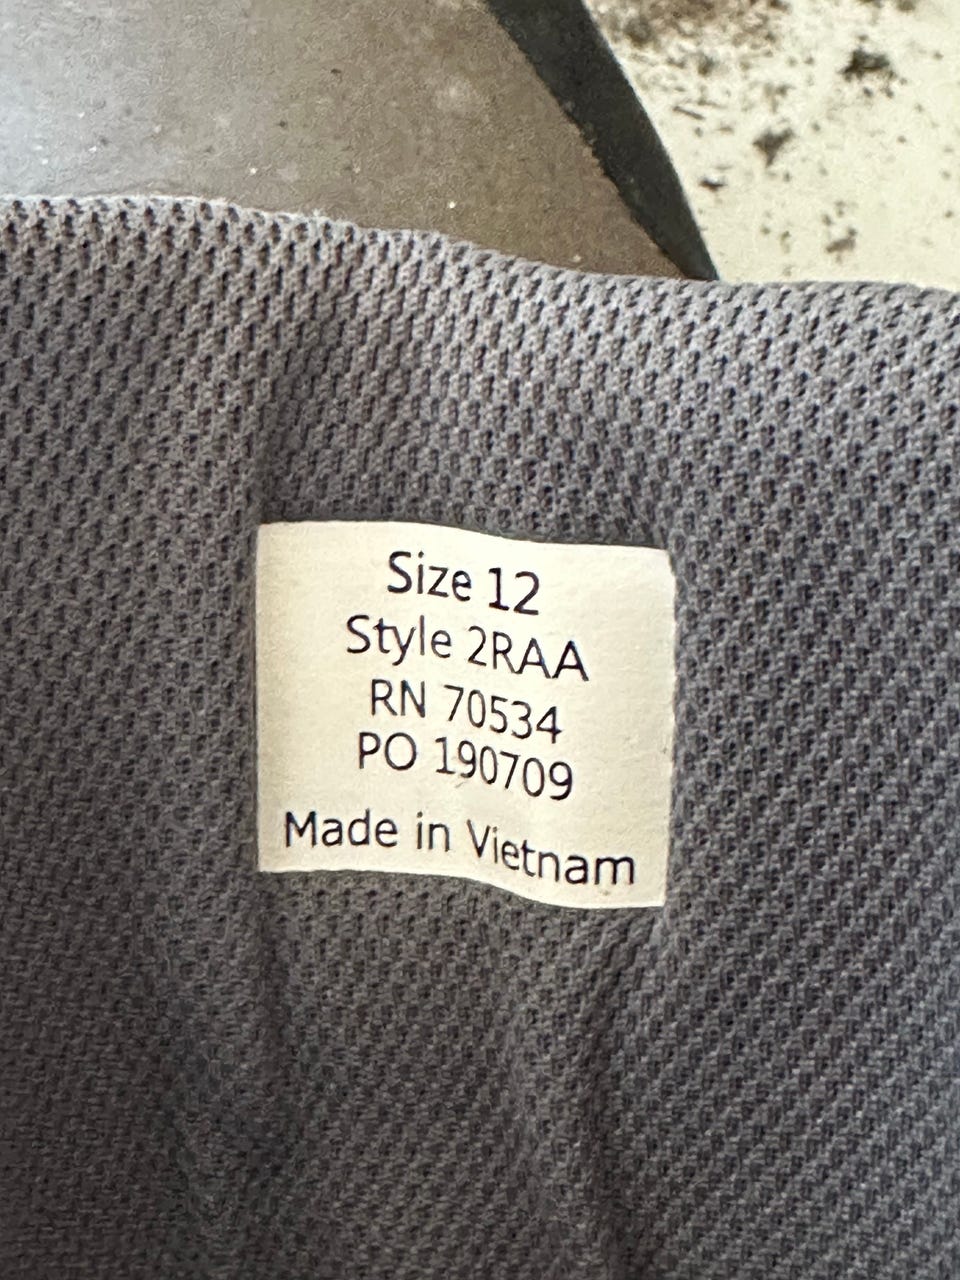 Size 12
Style 2RAA
RN 70534
PO 190709
Made in Vietnam